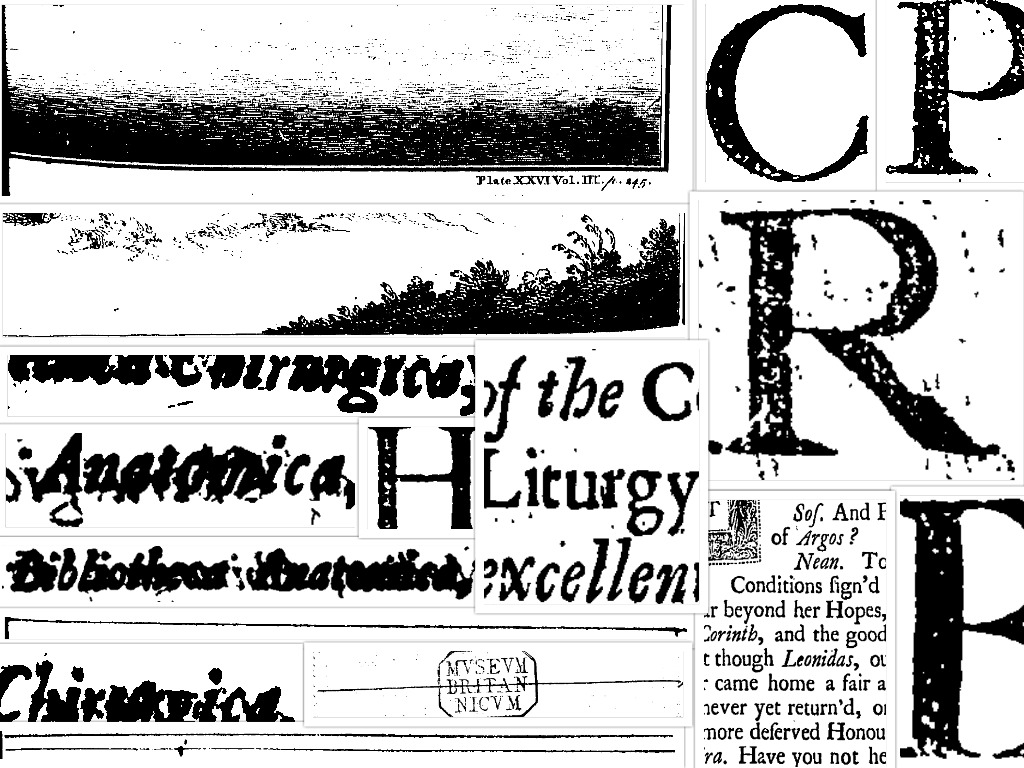 C P
Plate XXVI Vol. III. p. 245.
R
Chirurgica,
Anatomica,
H
of the C
Liturgy
excellen
Bibliotheca Anatomica,
Chirurgica,
MVSEVM
BRITAN
NICVM
T
Sof. And
of Argos ?
Nean. To
Conditions ſign'd
beyond her Hopes,
Corinth, and the good
though Leonidas, ou
came home a fair a
never yet return'd, or
more deſerved Honou
Have you not he